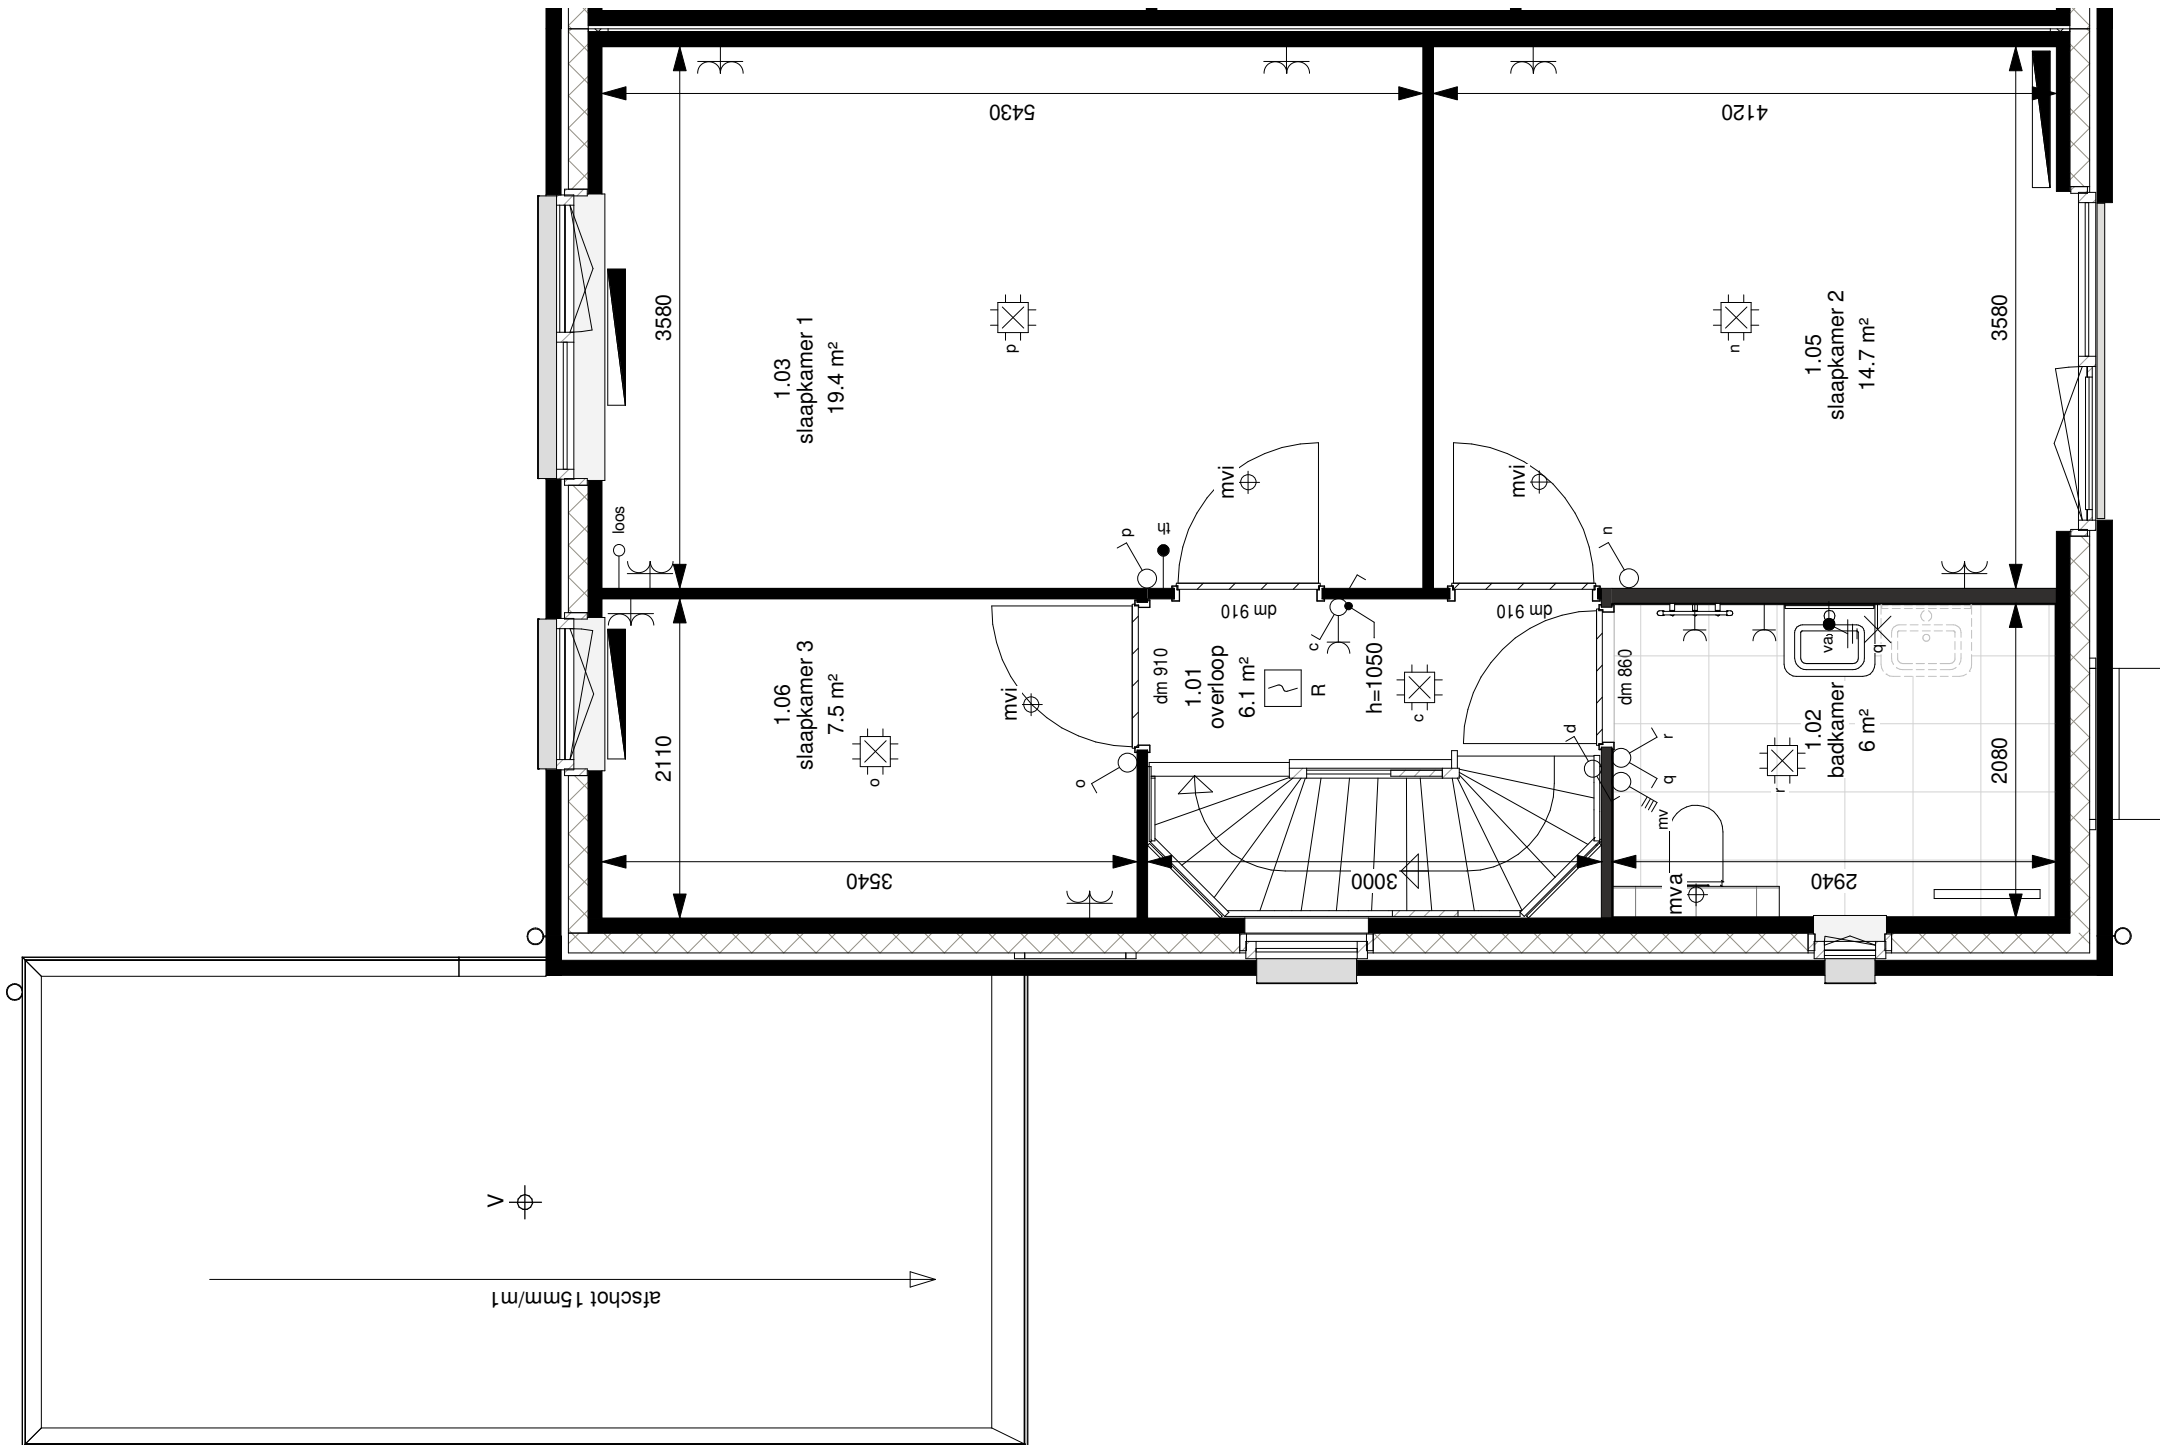 5430
4120
3580
3580
1.03
slaapkamer 1
19.4 m²
p
1.05
slaapkamer 2
14.7 m²
n
mvi
mvi
loos
p
th
n
dm 910
dm 910
dm 910
dm 860
c
h=1050
1.01
overloop
6.1 m²
R
c
1.06
slaapkamer 3
7.5 m²
o
mvi
o
2110
3540
3000
d
r
q
mv
mva
va
q
1.02
badkamer
6 m²
r
2080
2940
V
afschot 15mm/m1